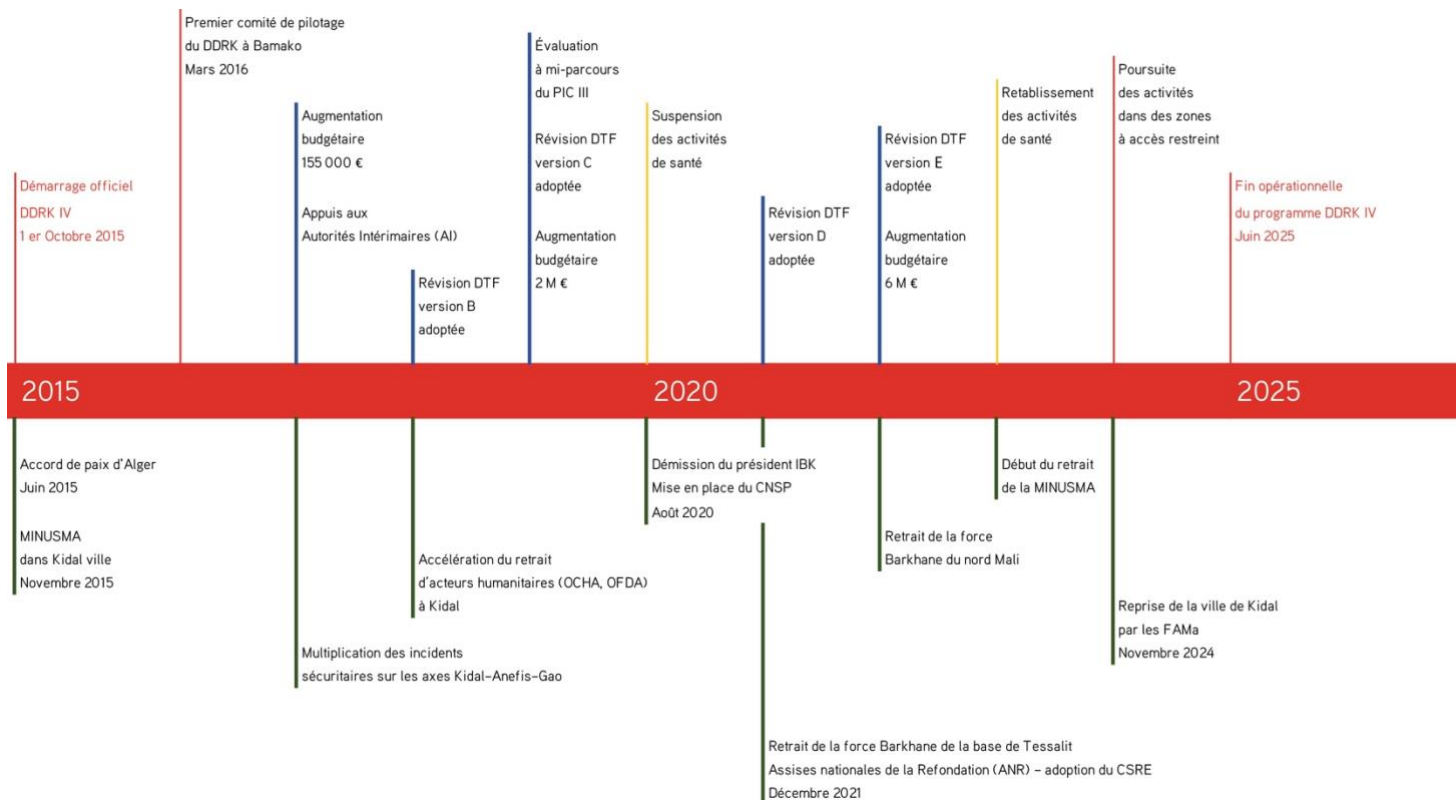 Premier comité de pilotage
du DDRK à Bamako
Mars 2016
Démarrage officiel
DDRK IV
1 er Octobre 2015
Augmentation
budgétaire
155 000 €
Appuis aux
Autorités Intérimaires (AI)
Révision DTF
version B
adoptée
Évaluation
à mi-parcours
du PIC III
Révision DTF
version C
adoptée
Augmentation
budgétaire
2 M €
Suspension
des activités
de santé
Révision DTF
version D
adoptée
Révision DTF
version E
adoptée
Augmentation
budgétaire
6 M €
Retablissement
des activités
de santé
Poursuite
des activités
dans des zones
à accès restreint
Fin opérationnelle
du programme DDRK IV
Juin 2025
2015
2020
2025
Accord de paix d'Alger
Juin 2015
MINUSMA
dans Kidal ville
Novembre 2015
Multiplication des incidents
sécuritaires sur les axes Kidal–Anefis–Gao
Accélération du retrait
d'acteurs humanitaires (OCHA, OFDA)
à Kidal
Démission du président IBK
Mise en place du CNSP
Août 2020
Retrait de la force Barkhane de la base de Tessalit
Assises nationales de la Refondation (ANR) – adoption du CSRE
Décembre 2021
Retrait de la force
Barkhane du nord Mali
Début du retrait
de la MINUSMA
Reprise de la ville de Kidal
par les FAMa
Novembre 2024